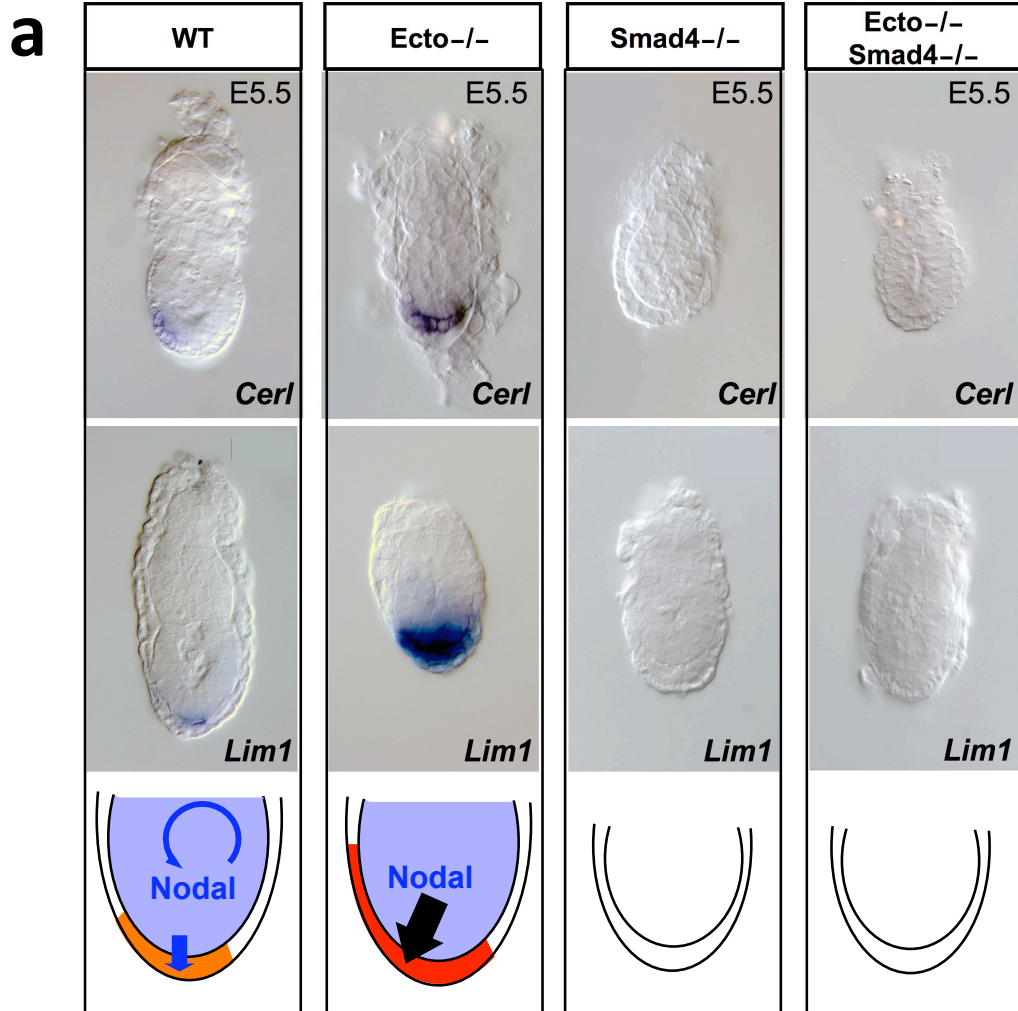 a
WT
Ecto−/−
Smad4−/−
Ecto−/−
Smad4−/−
E5.5
E5.5
E5.5
E5.5
Cerl
Cerl
Cerl
Cerl
Lim1
Lim1
Lim1
Lim1
Nodal
Nodal